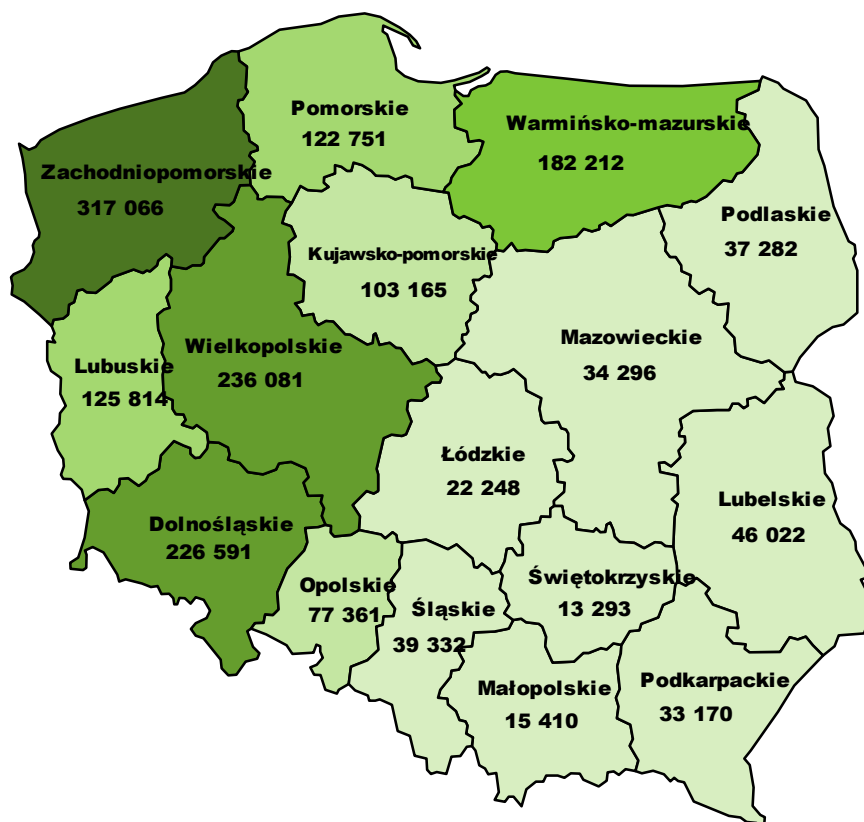 Pomorskie
122 751
Warmińsko-mazurskie
182 212
Zachodniopomorskie
317 066
Podlaskie
37 282
Kujawsko-pomorskie
103 165
Mazowieckie
34 296
Wielkopolskie
236 081
Lubuskie
125 814
Łódzkie
22 248
Lubelskie
46 022
Dolnośląskie
226 591
Opolskie
77 361
Świętokrzyskie
13 293
Śląskie
39 332
Małopolskie
15 410
Podkarpackie
33 170